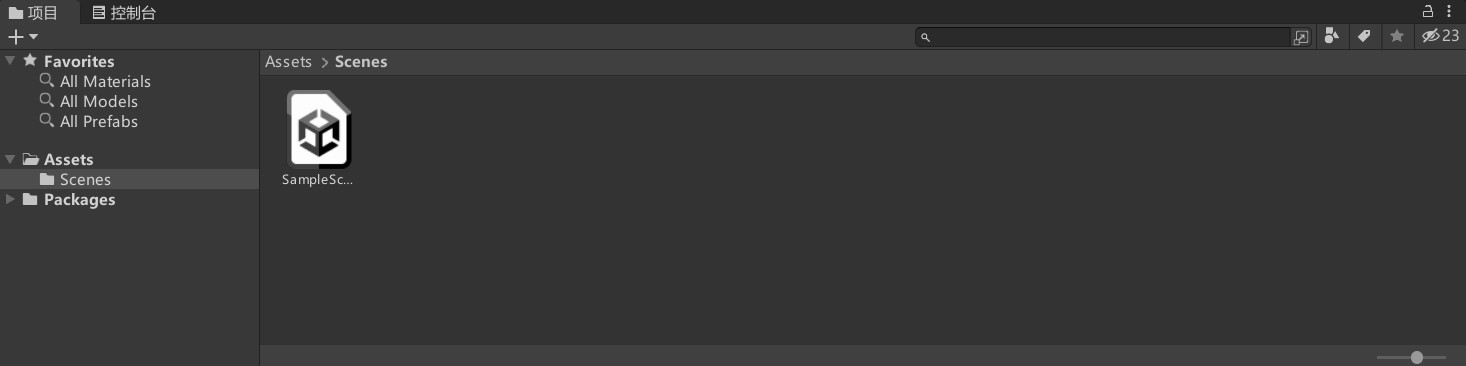 项目 控制台
23
Favorites
All Materials
All Models
All Prefabs
Assets
Scenes
Packages
Assets > Scenes
SampleSc...